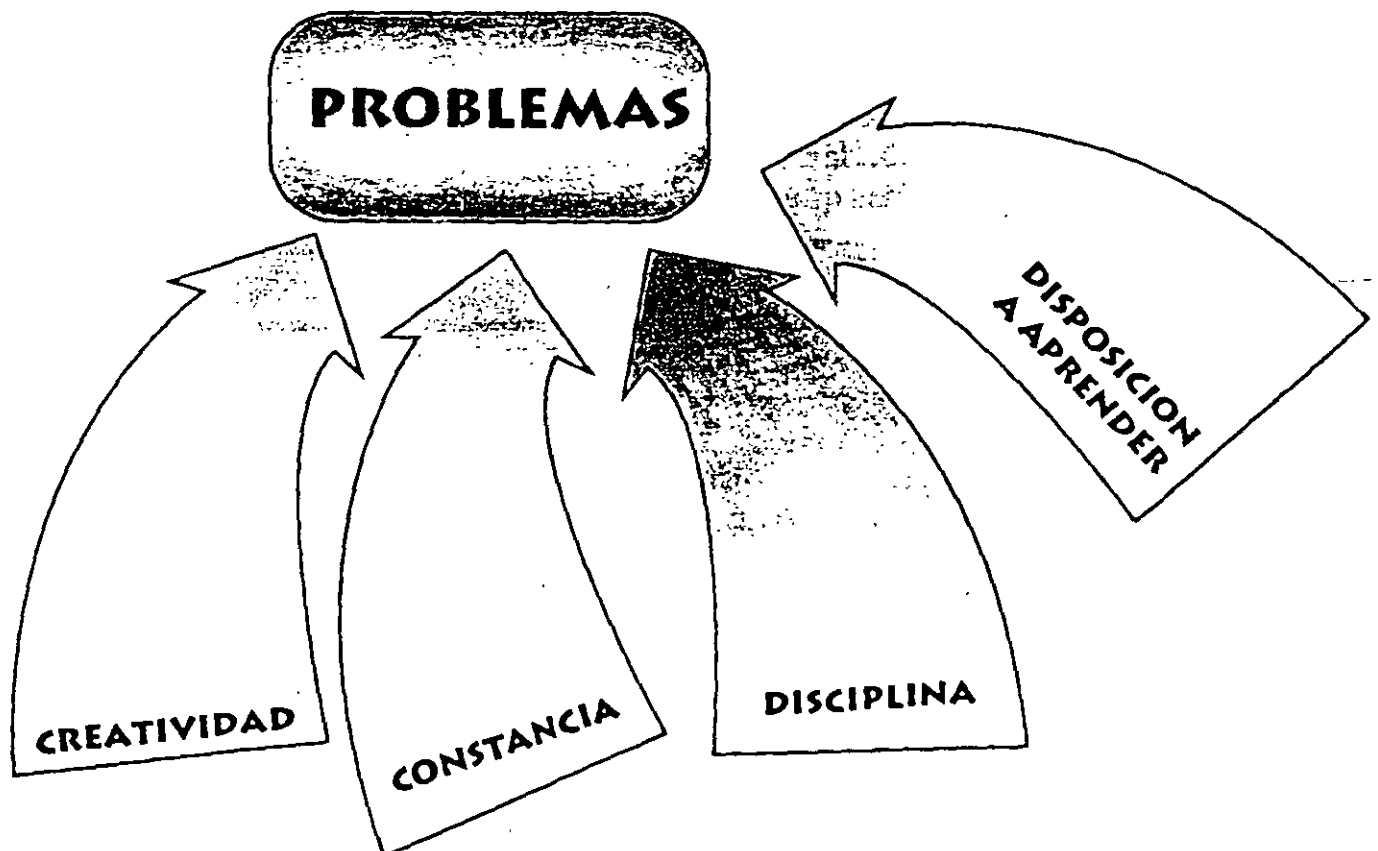 PROBLEMAS
DISPOSICION
A APRENDER
CREATIVIDAD
CONSTANCIA
DISCIPLINA